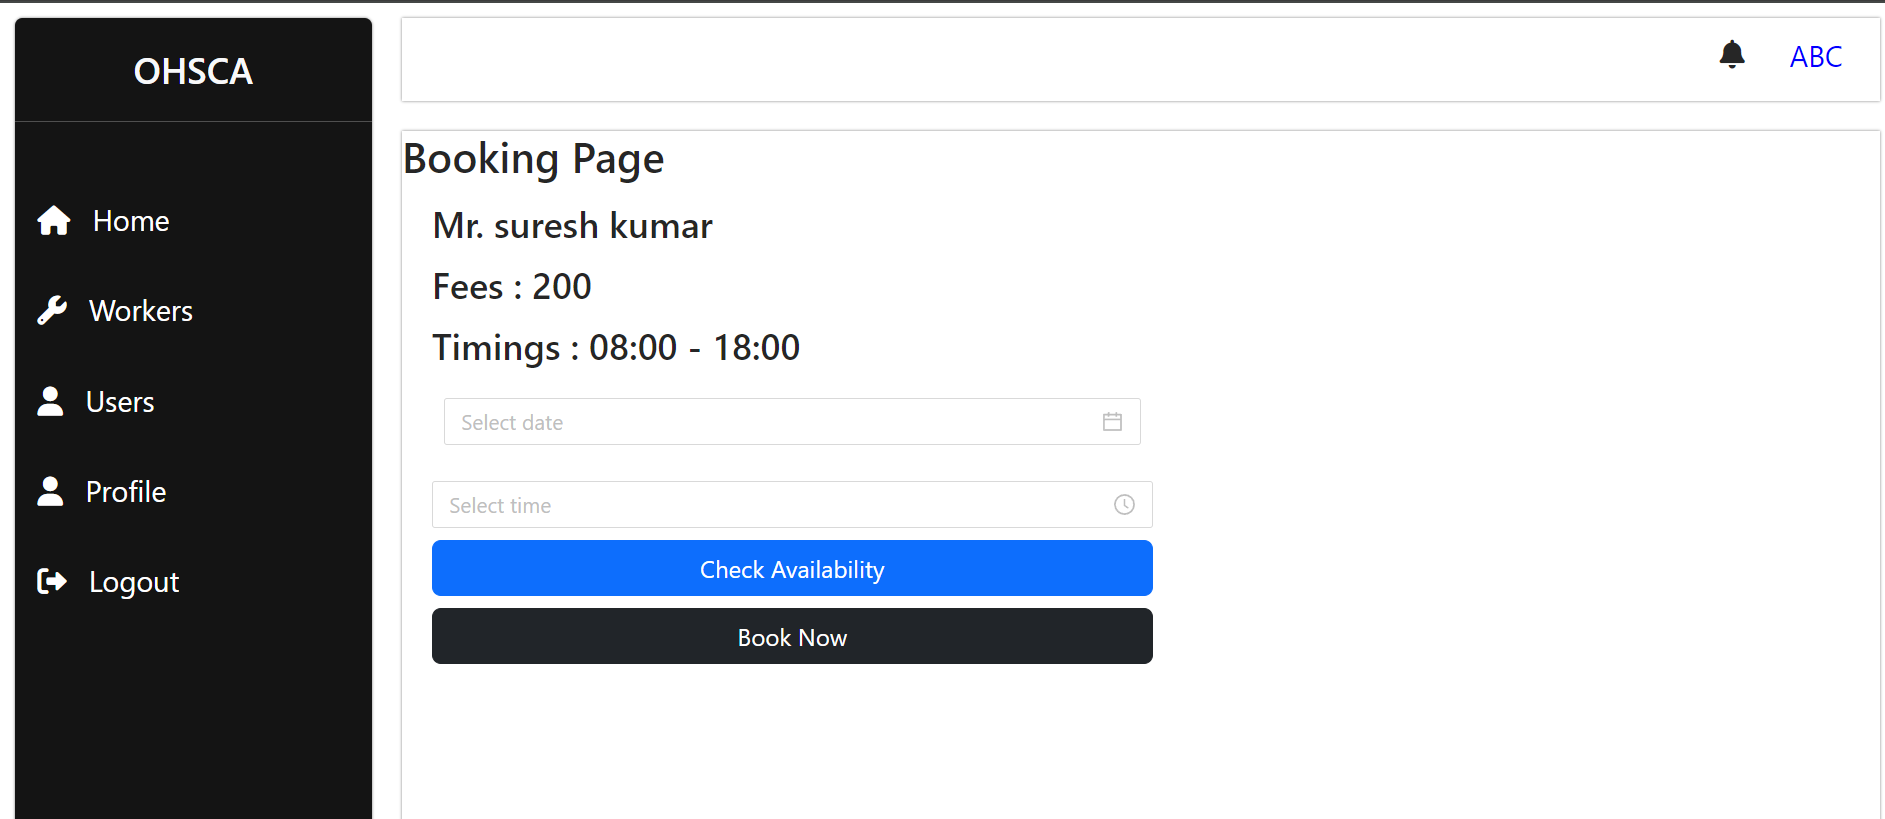 OHSCA
Home
Workers
Users
Profile
Logout
ABC
Booking Page
Mr. suresh kumar
Fees : 200
Timings : 08:00 - 18:00
Select date
Select time
Check Availability
Book Now